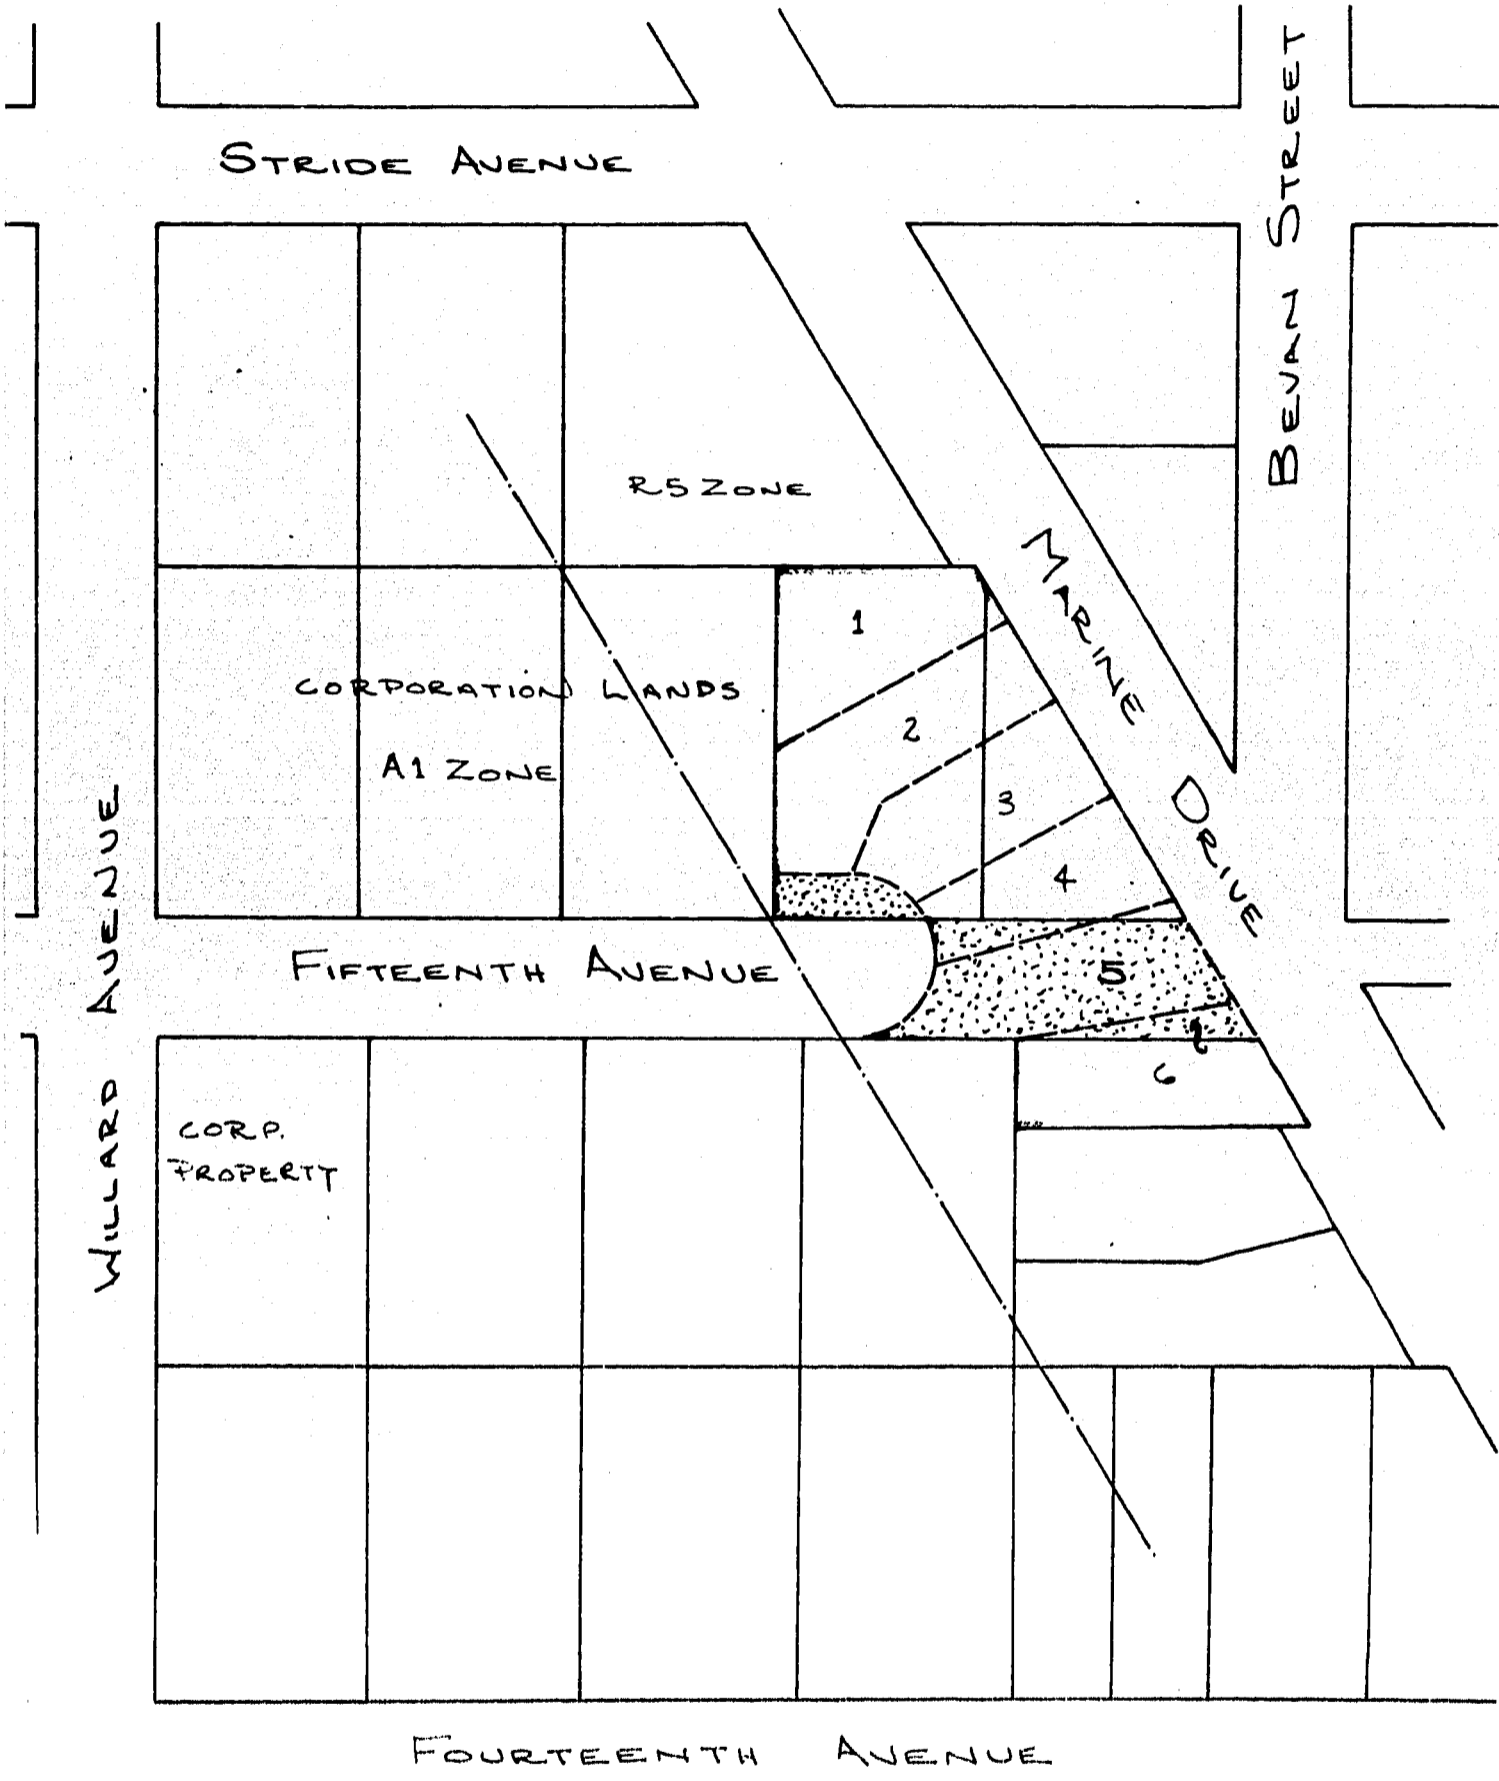 STRIDE AVENUE
BEVAN STREET
R5 ZONE
MARINE DRIVE
1
CORPORATION LANDS
2
A1 ZONE
3
4
WILLARD AVENUE
FIFTEENTH AVENUE
5
6
CORP.
PROPERTY
FOURTEENTH AVENUE